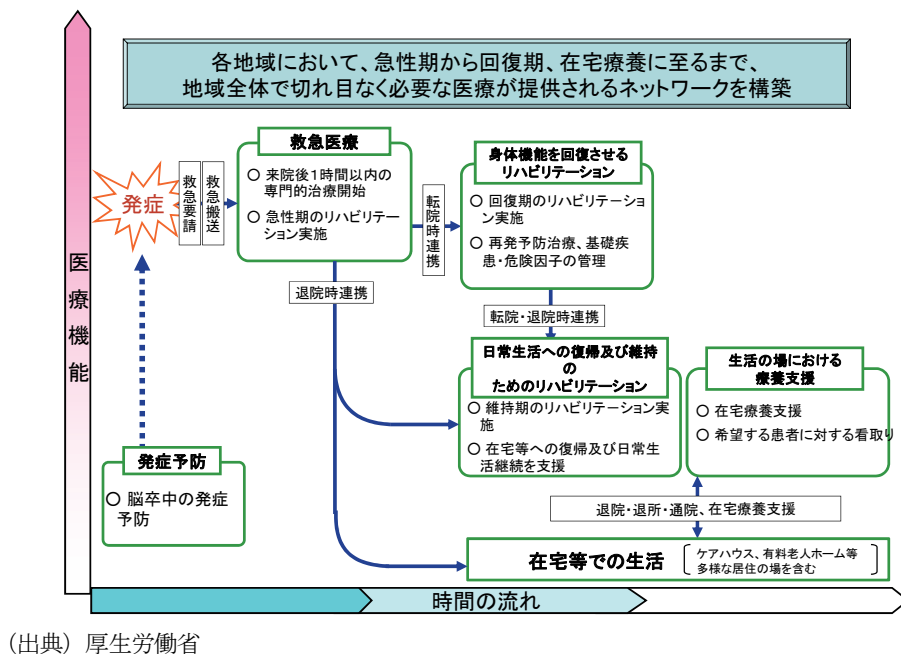 各地域において、急性期から回復期、在宅療養に至るまで、
地域全体で切れ目なく必要な医療が提供されるネットワークを構築
医療機能
発症
救急要請
救急搬送
救急医療
○ 来院後1時間以内の
専門的治療開始
○ 急性期のリハビリテー
ション実施
転院時連携
身体機能を回復させる
リハビリテーション
○ 回復期のリハビリテーショ
ン実施
○ 再発予防治療、基礎疾
患・危険因子の管理
退院時連携
転院・退院時連携
日常生活への復帰及び維持
の
ためのリハビリテーション
○ 維持期のリハビリテーション実
施
○ 在宅等への復帰及び日常生
活継続を支援
生活の場における
療養支援
○ 在宅療養支援
○ 希望する患者に対する看取り
発症予防
○ 脳卒中の発症
予防
退院・退所・通院、在宅療養支援
在宅等での生活
ケアハウス、有料老人ホーム等
多様な居住の場を含む
時間の流れ
（出典）厚生労働省